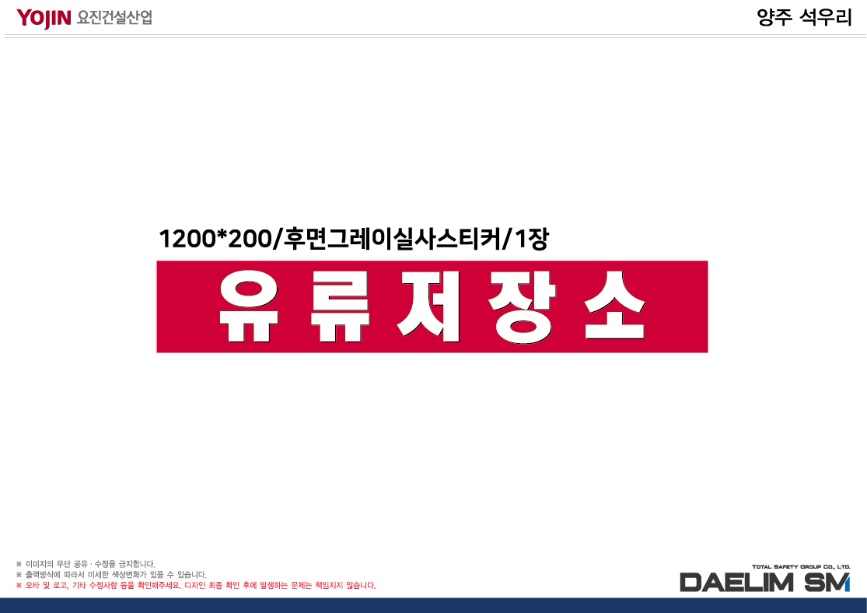 YOJIN 요진건설산업
양주 석우리
1200*200/후면그레이실사스티커/1장
유류저장소
※ 이미지의 무단 공유 · 수정을 금지합니다.
※ 출력방식에 따라서 미세한 색상변화가 있을 수 있습니다.
※ 오타 및 로고, 기타 수정사항 등을 확인해주세요. 디자인 최종 확인 후에 발생하는 문제는 책임지지 않습니다.
TOTAL SAFETY GROUP CO., LTD.
DAELIM SM